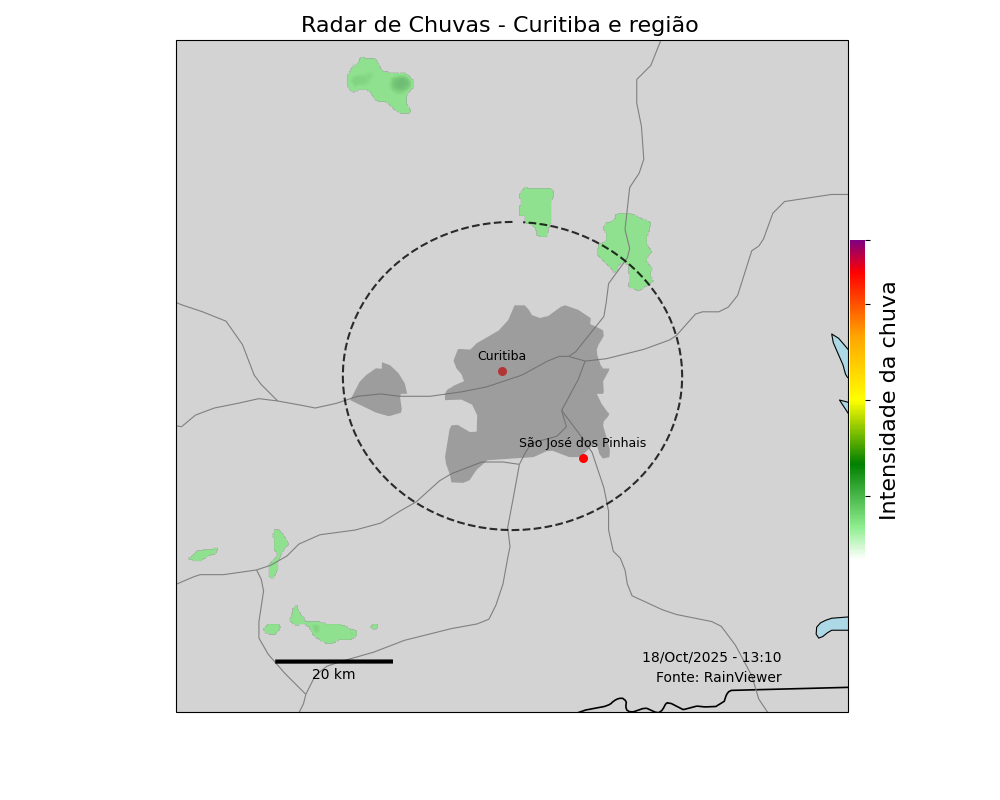 Radar de Chuvas - Curitiba e região
Curitiba
São José dos Pinhais
Intensidade da chuva
18/Oct/2025 - 13:10
Fonte: RainViewer
20 km